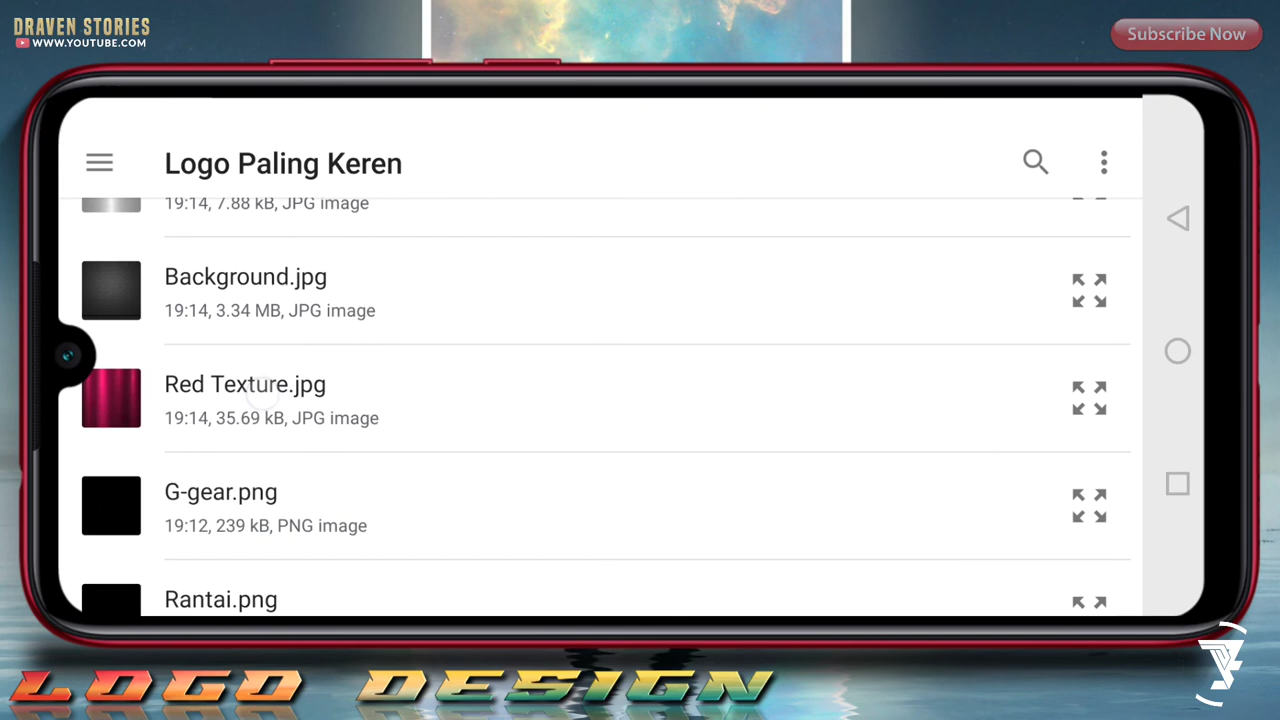 DRAVEN STORIES
WWW.YOUTUBE.COM
Subscribe Now
Logo Paling Keren
19:14, 7.88 kB, JPG image
Background.jpg
19:14, 3.34 MB, JPG image
Red Texture.jpg
19:14, 35.69 kB, JPG image
G-gear.png
19:12, 239 kB, PNG image
Rantai.png
LOGO DESIGN